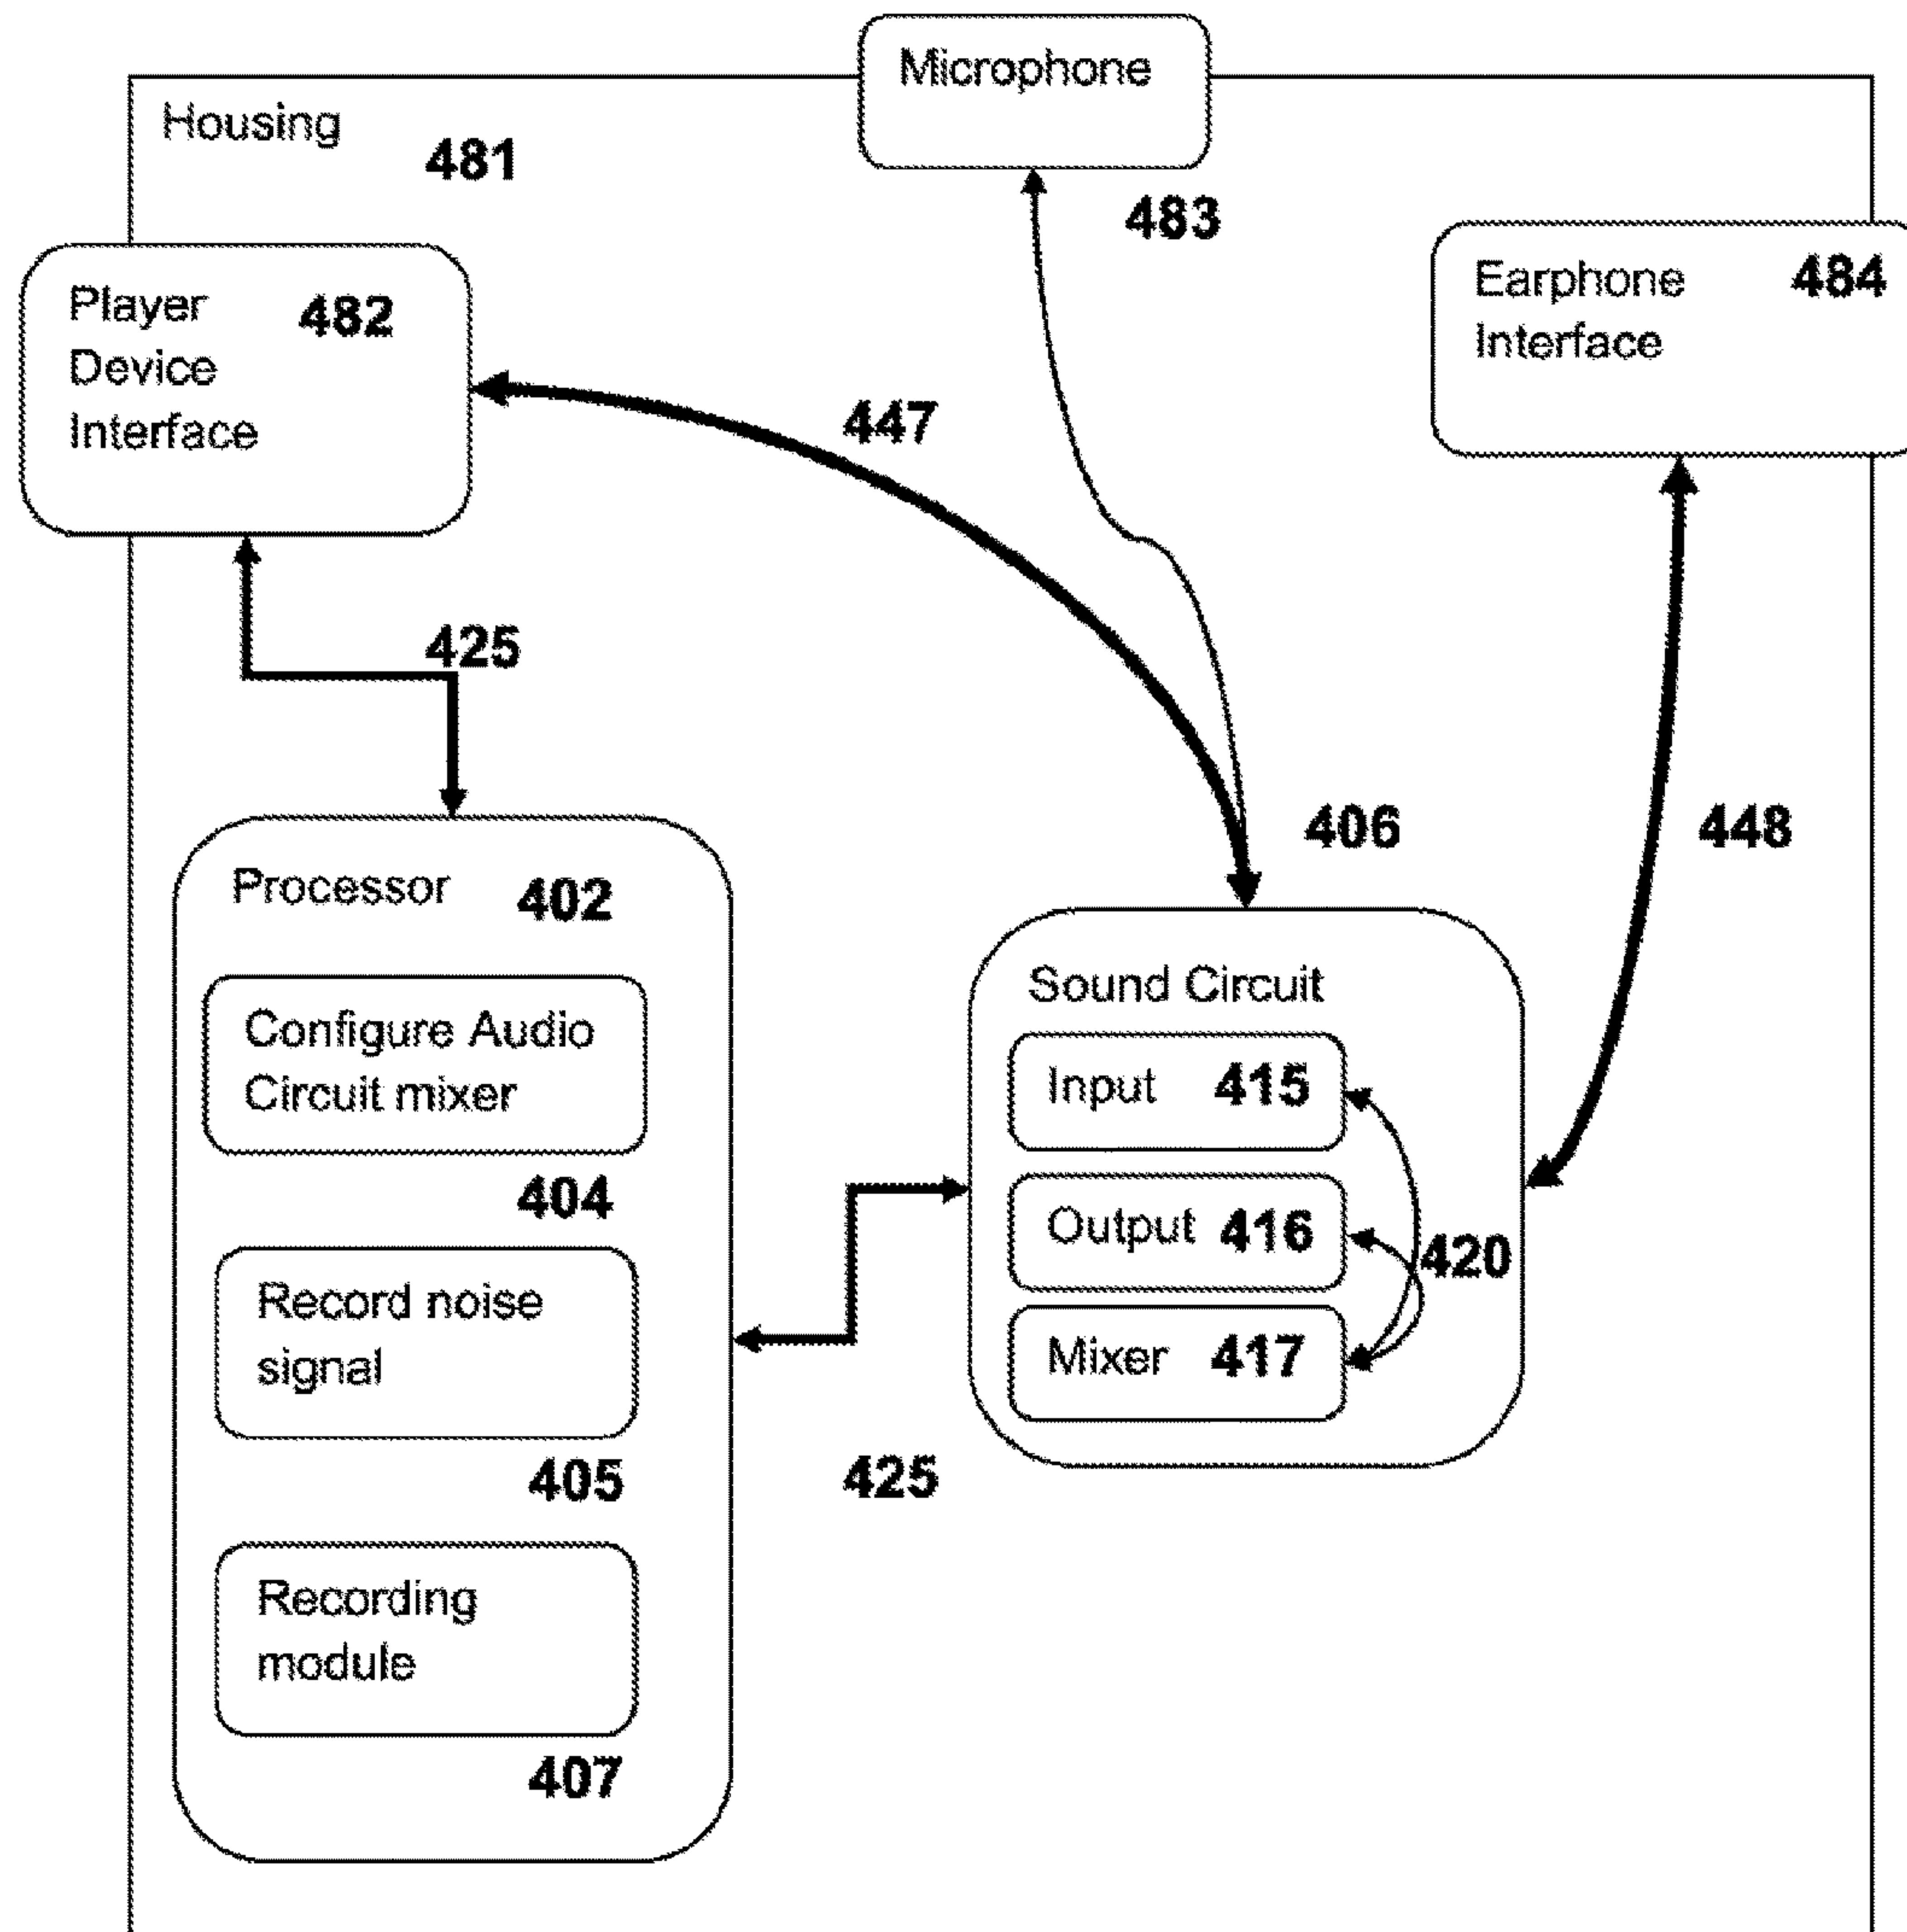 Microphone
Housing
481
483
Player
Device
Interface
482
Earphone
Interface
484
447
425
406
448
Processor
402
Configure Audio
Circuit mixer
404
Record noise
signal
405
Recording
module
407
425
Sound Circuit
Input 415
Output 416
420
Mixer 417